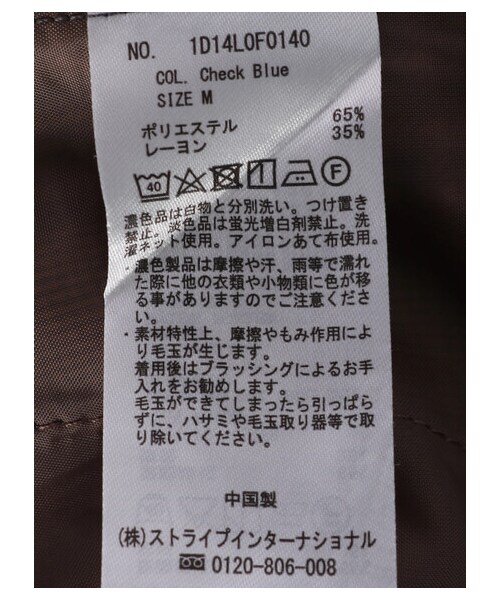 NO. 1D14L0F0140
COL. Check Blue
SIZE M
ポリエステル 65%
レーヨン 35%
40 F
濃色品は白物と分別洗い。つけ置き
禁止。淡色品は蛍光増白剤禁止。洗
濯ネット使用。アイロンあて布使用。
・濃色製品は摩擦や汗、雨等で濡れ
た際に他の衣類や小物類に色が移
る事がありますのでご注意くださ
い。
・素材特性上、摩擦やもみ作用によ
り毛玉が生じます。
着用後はブラッシングによるお手
入れをお勧めします。
毛玉ができてしまったら引っぱら
ずに、ハサミや毛玉取り器等で取
り除いてください。
中国製
(株)ストライプインターナショナル
0120-806-008